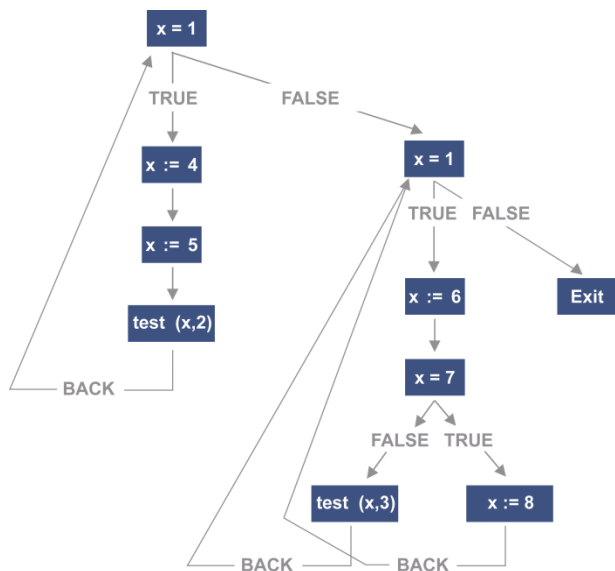 x = 1
TRUE
FALSE
x := 4
x = 1
TRUE
FALSE
x := 5
x := 6
Exit
test (x,2)
x = 7
BACK
FALSE
TRUE
test (x,3)
x := 8
BACK
BACK